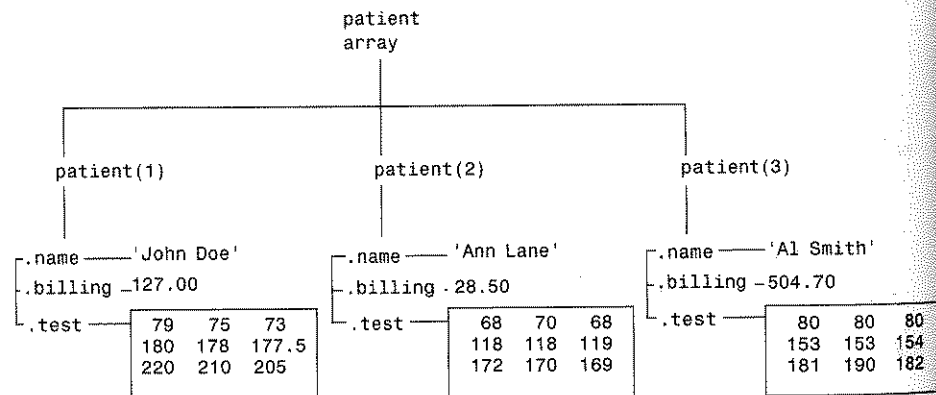 patient
array
patient(1)
patient(2)
patient(3)
.name 'John Doe'
.billing 127.00
.test
79 75 73
180 178 177.5
220 210 205
.name 'Ann Lane'
.billing 28.50
.test
68 70 68
118 118 119
172 170 169
.name 'Al Smith'
.billing 504.70
.test
80 80 80
153 153 154
181 190 182